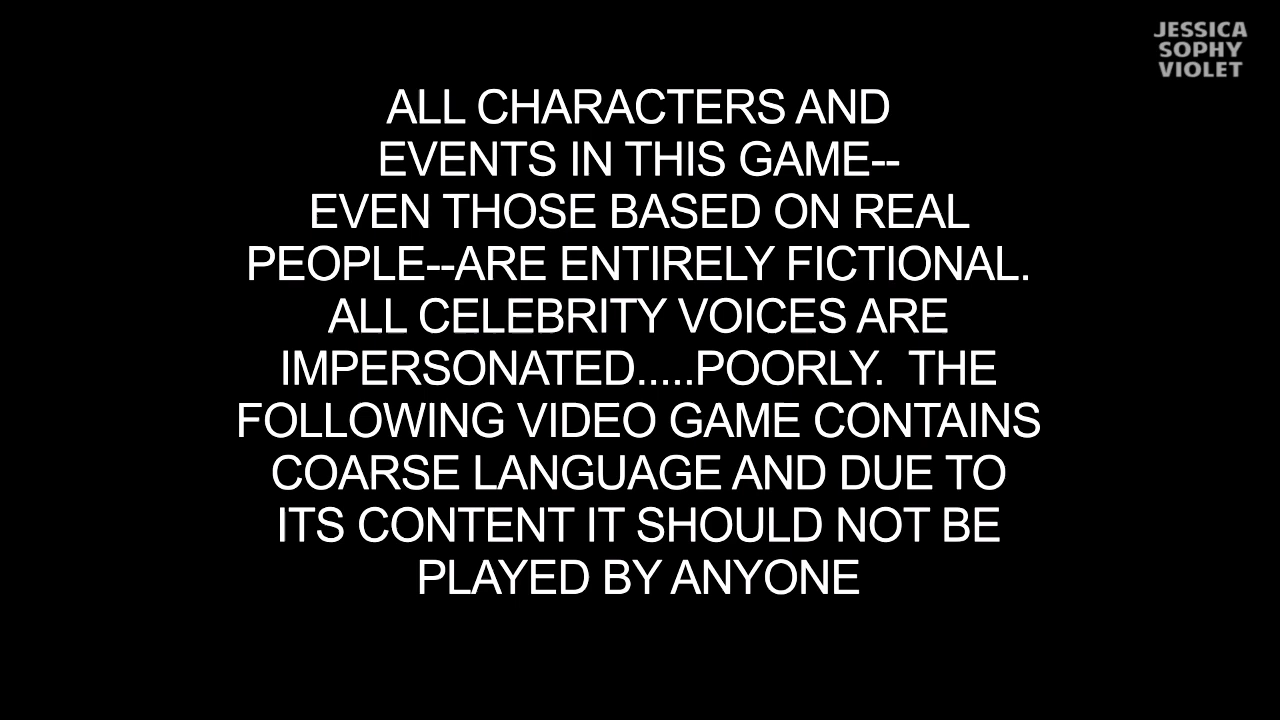 JESSICA
SOPHY
VIOLET
ALL CHARACTERS AND
EVENTS IN THIS GAME--
EVEN THOSE BASED ON REAL
PEOPLE--ARE ENTIRELY FICTIONAL.
ALL CELEBRITY VOICES ARE
IMPERSONATED.....POORLY.  THE
FOLLOWING VIDEO GAME CONTAINS
COARSE LANGUAGE AND DUE TO
ITS CONTENT IT SHOULD NOT BE
PLAYED BY ANYONE